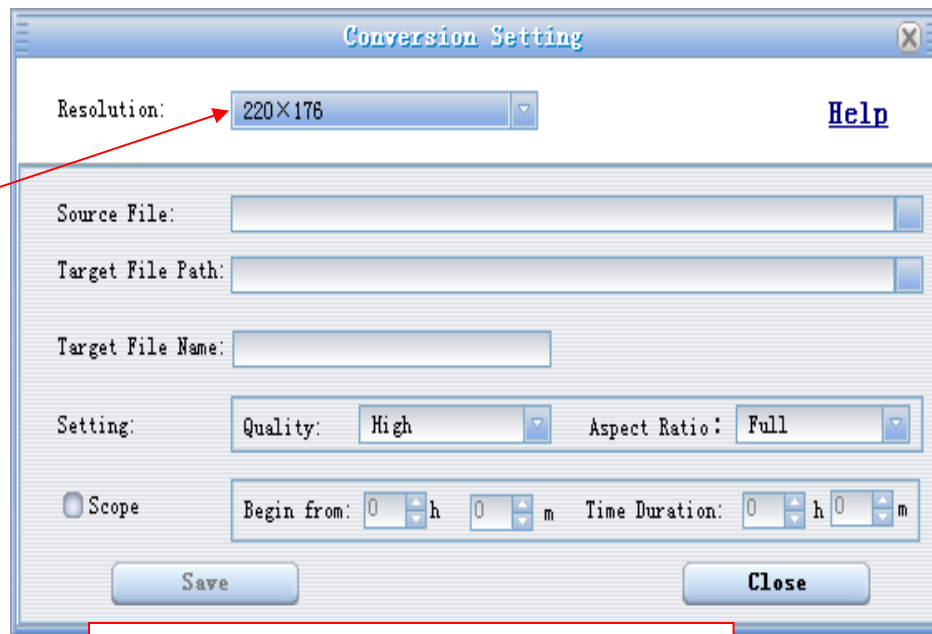 Conversion Setting
Resolution: 220×176 Help
Source File:
Target File Path:
Target File Name:
Setting: Quality: High Aspect Ratio: Full
Scope Begin from: 0 h 0 m Time Duration: 0 h 0 m
Save Close